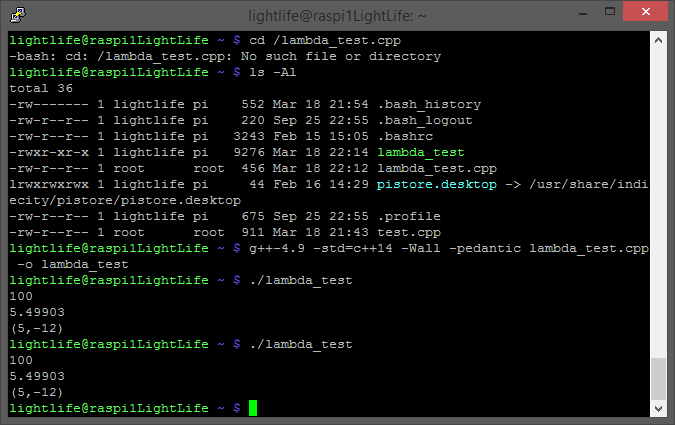 lightlife@raspi1LightLife: ~
lightlife@raspi1LightLife ~ $ cd /lambda_test.cpp
-bash: cd: /lambda_test.cpp: No such file or directory
lightlife@raspi1LightLife ~ $ ls -Al
total 36
-rw------- 1 lightlife pi    552 Mar 18 21:54 .bash_history
-rw-r--r-- 1 lightlife pi    220 Sep 25 22:55 .bash_logout
-rw-r--r-- 1 lightlife pi   3243 Feb 15 15:05 .bashrc
-rwxr-xr-x 1 lightlife pi   9276 Mar 18 22:14 lambda_test
-rw-r--r-- 1 root      root  456 Mar 18 22:12 lambda_test.cpp
lrwxrwxrwx 1 lightlife pi     44 Feb 16 14:29 pistore.desktop -> /usr/share/indi
ecity/pistore/pistore.desktop
-rw-r--r-- 1 lightlife pi    675 Sep 25 22:55 .profile
-rw-r--r-- 1 root      root  911 Mar 18 21:43 test.cpp
lightlife@raspi1LightLife ~ $ g++-4.9 -std=c++14 -Wall -pedantic lambda_test.cpp
 -o lambda_test
lightlife@raspi1LightLife ~ $ ./lambda_test
100
5.49903
(5,-12)
lightlife@raspi1LightLife ~ $ ./lambda_test
100
5.49903
(5,-12)
lightlife@raspi1LightLife ~ $